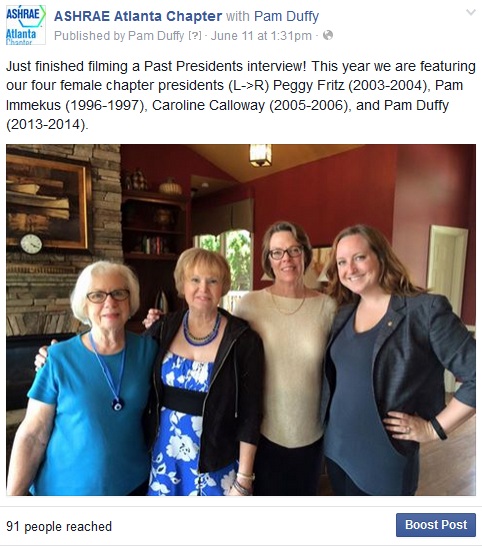 ASHRAE
Atlanta
Chapter
ASHRAE Atlanta Chapter with Pam Duffy
Published by Pam Duffy [?] · June 11 at 1:31pm ·
Just finished filming a Past Presidents interview! This year we are featuring
our four female chapter presidents (L->R) Peggy Fritz (2003-2004), Pam
Immekus (1996-1997), Caroline Calloway (2005-2006), and Pam Duffy
(2013-2014).
91 people reached
Boost Post